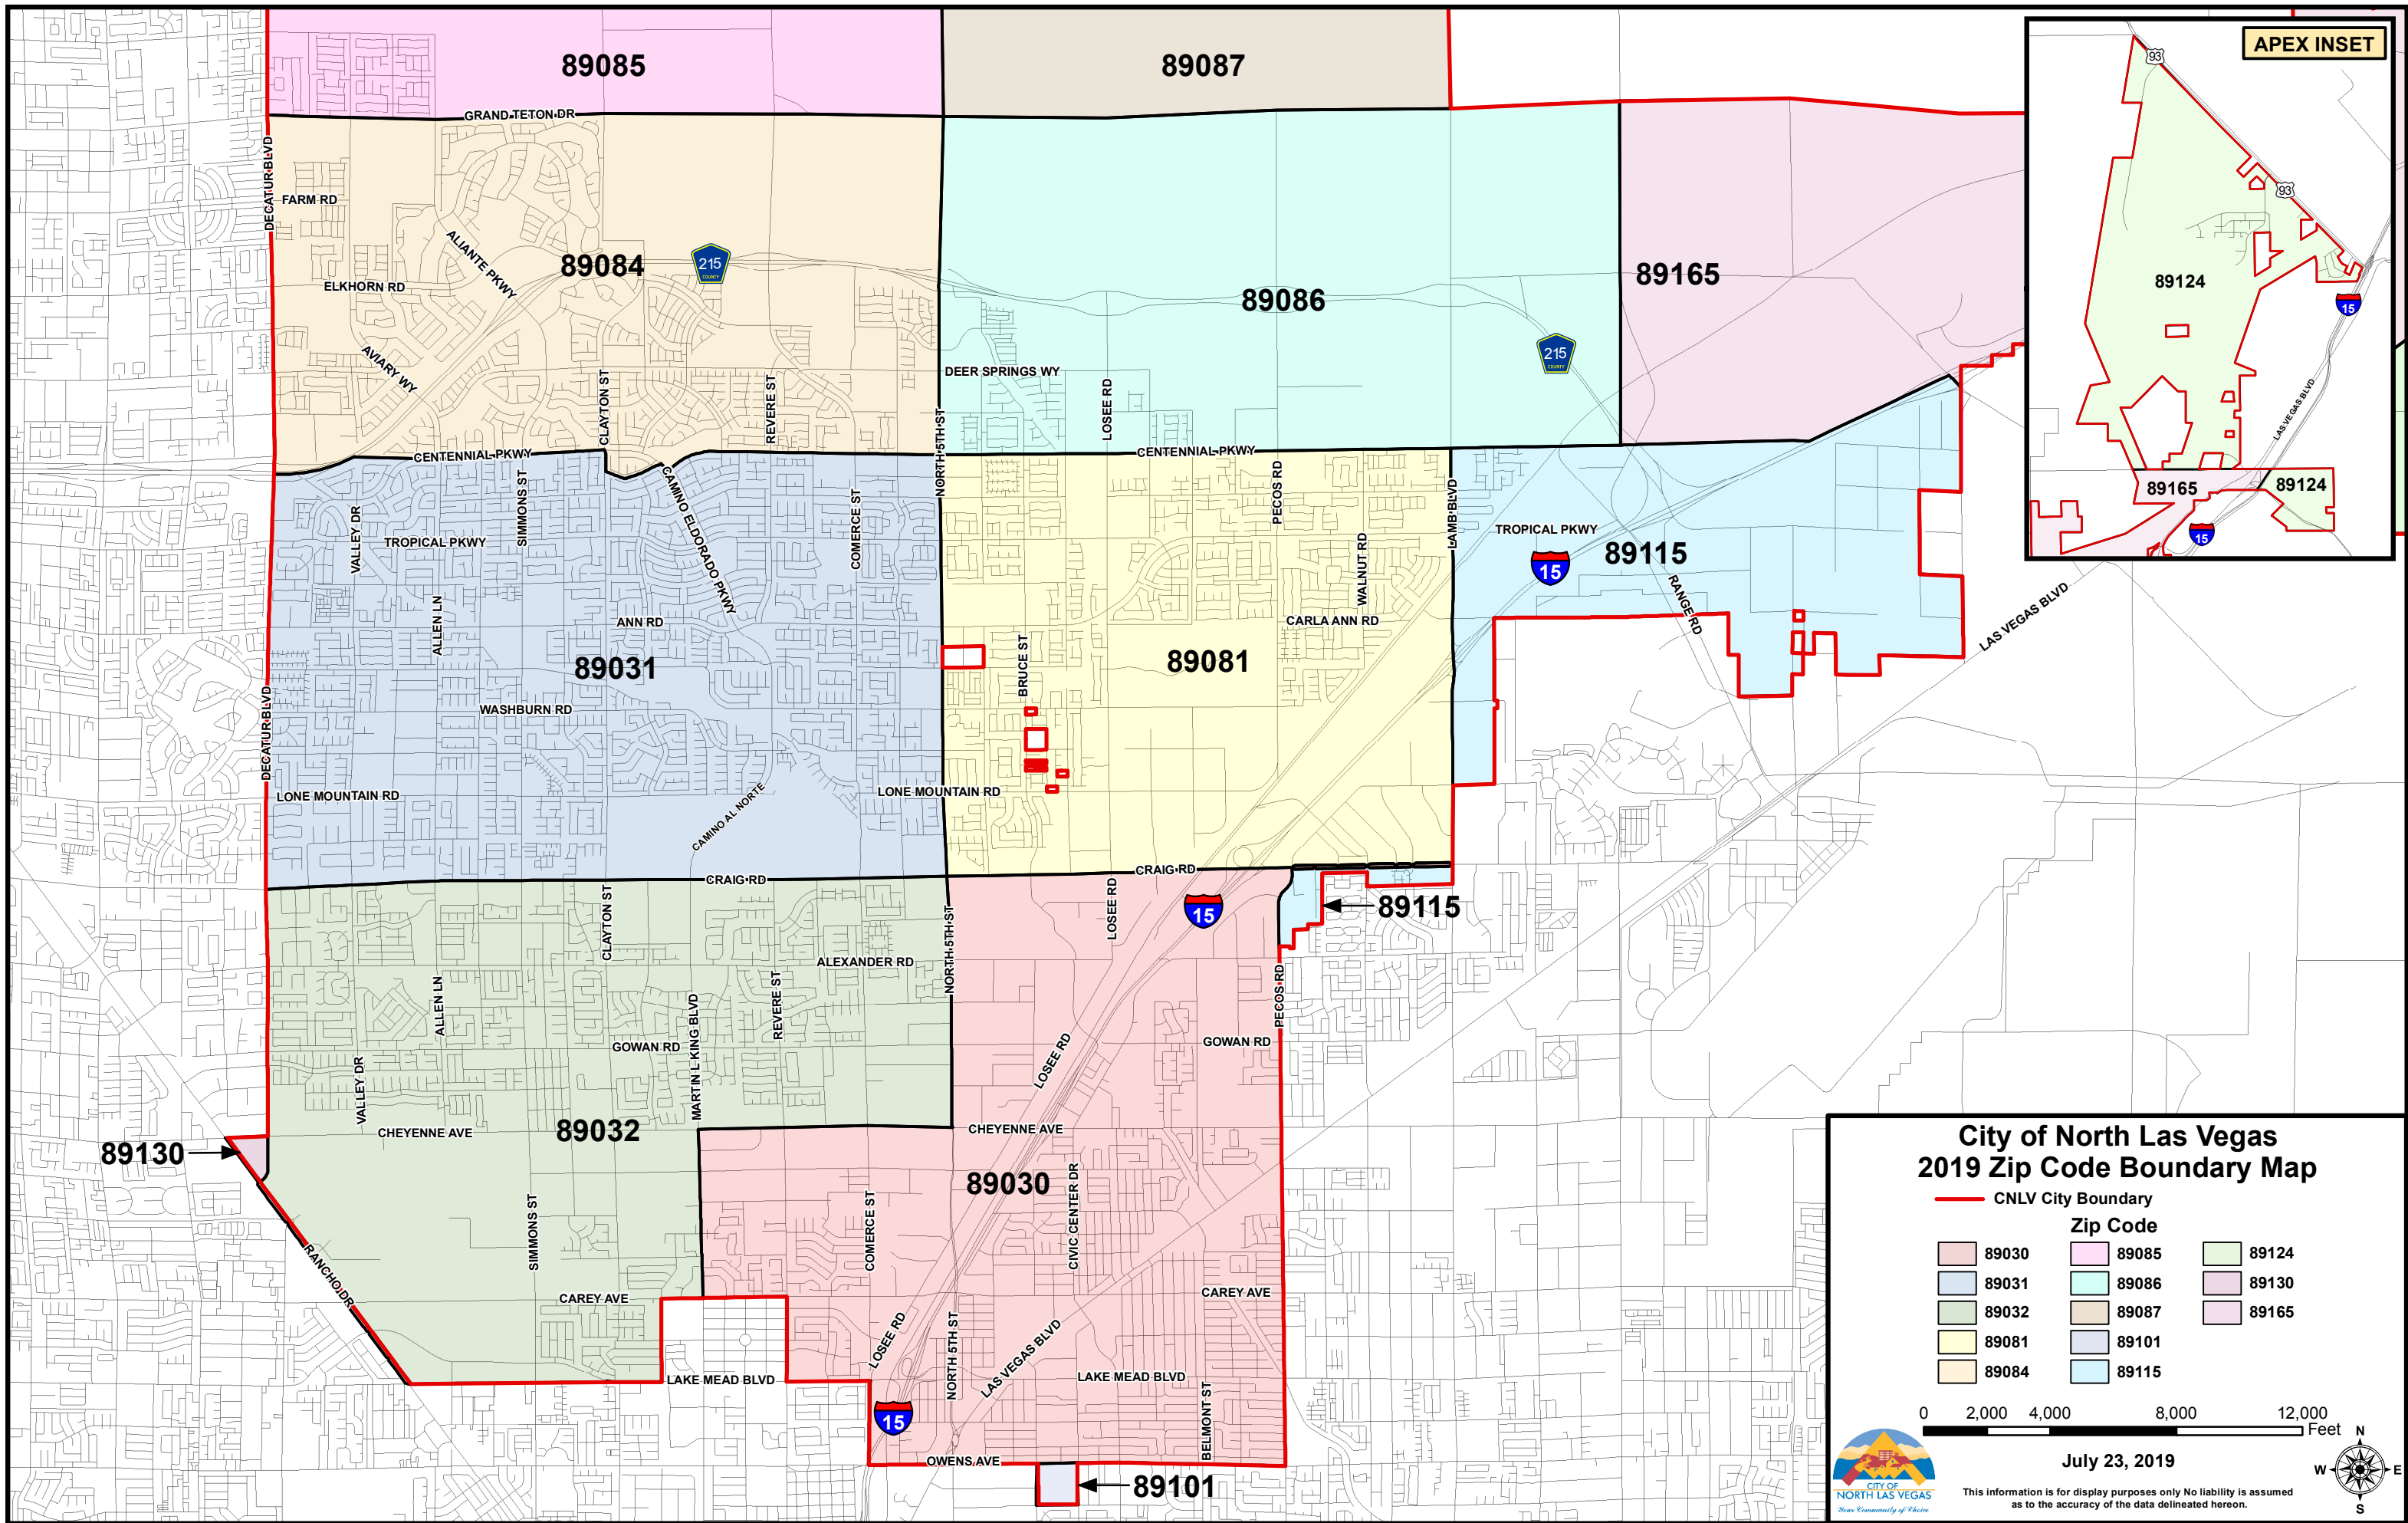 89085
89087
APEX INSET
93
GRAND TETON DR
DECATUR BLVD
FARM RD
93
ALIANTE PKWY
89084
215
COUNTY
89165
89124
ELKHORN RD
89086
15
AVIARY WY
215
COUNTY
DEER SPRINGS WY
CLAYTON ST
REVERE ST
LOSEE RD
NORTH 5TH ST
LAS VEGAS BLVD
CENTENNIAL PKWY
CENTENNIAL PKWY
89165
89124
SIMMONS ST
CAMINO ELDORADO PKWY
COMERCE ST
PECOS RD
LAMB BLVD
15
VALLEY DR
TROPICAL PKWY
TROPICAL PKWY
WALNUT RD
15
89115
ALLEN LN
ANN RD
CARLA ANN RD
RANGE RD
LAS VEGAS BLVD
89031
BRUCE ST
89081
WASHBURN RD
DECATUR BLVD
LONE MOUNTAIN RD
CAMINO AL NORTE
LONE MOUNTAIN RD
CRAIG RD
CRAIG RD
CLAYTON ST
LOSEE RD
15
89115
NORTH 5TH ST
ALEXANDER RD
ALLEN LN
REVERE ST
PECOS RD
MARTIN L KING BLVD
GOWAN RD
LOSEE RD
GOWAN RD
VALLEY DR
CHEYENNE AVE
89032
CHEYENNE AVE
89130
89030
SIMMONS ST
COMERCE ST
CIVIC CENTER DR
RANCHO DR
CAREY AVE
CAREY AVE
LOSEE RD
NORTH 5TH ST
LAS VEGAS BLVD
LAKE MEAD BLVD
LAKE MEAD BLVD
BELMONT ST
15
OWENS AVE
89101
City of North Las Vegas
2019 Zip Code Boundary Map
CNLV City Boundary
Zip Code
89030 89085 89124
89031 89086 89130
89032 89087 89165
89081 89101
89084 89115
0 2,000 4,000 8,000 12,000
Feet
N
W E
S
July 23, 2019
CITY OF
NORTH LAS VEGAS
Your Community of Choice
This information is for display purposes only No liability is assumed
as to the accuracy of the data delineated hereon.